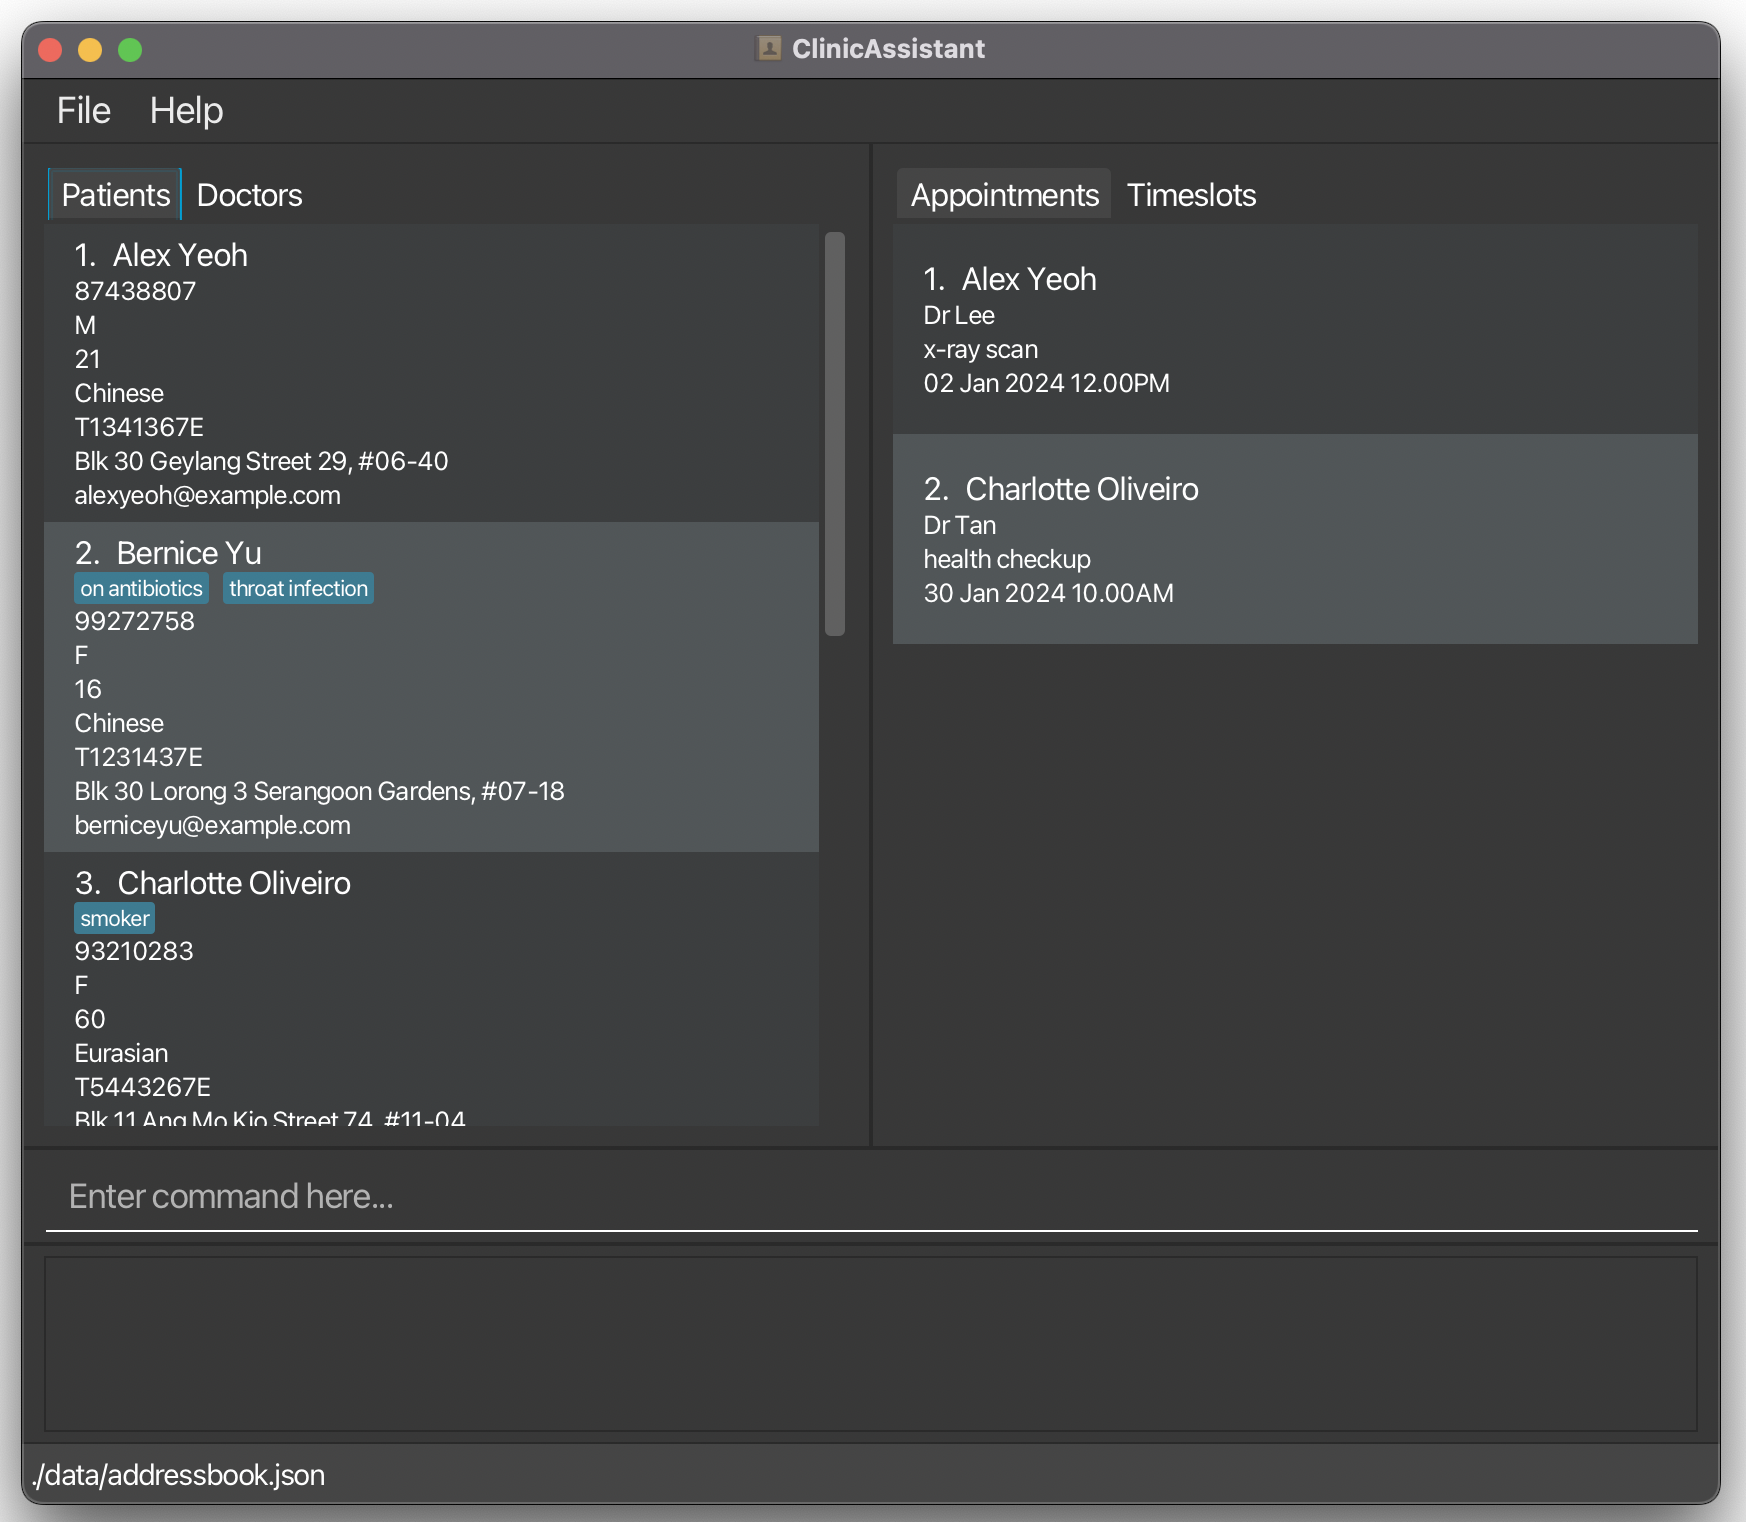 ClinicAssistant
File Help
Patients Doctors
1. Alex Yeoh
87438807
M
21
Chinese
T1341367E
Blk 30 Geylang Street 29, #06-40
alexyeoh@example.com
2. Bernice Yu
on antibiotics throat infection
99272758
F
16
Chinese
T1231437E
Blk 30 Lorong 3 Serangoon Gardens, #07-18
berniceyu@example.com
3. Charlotte Oliveiro
smoker
93210283
F
60
Eurasian
T5443267E
Blk 11 Ang Mo Kio Street 74, #11-04
Appointments Timeslots
1. Alex Yeoh
Dr Lee
x-ray scan
02 Jan 2024 12.00PM
2. Charlotte Oliveiro
Dr Tan
health checkup
30 Jan 2024 10.00AM
Enter command here...
./data/addressbook.json